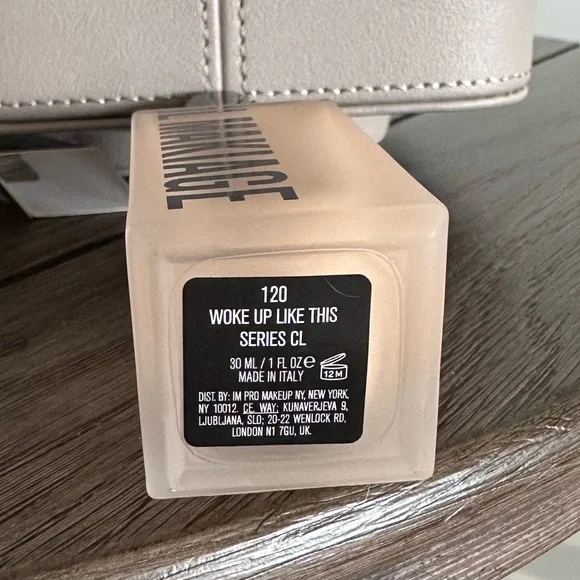 120
WOKE UP LIKE THIS
SERIES CL
30 ML / 1 FL OZ ℮ 12 M
MADE IN ITALY
DIST. BY: IM PRO MAKEUP NY, NEW YORK,
NY 10012. CE. WAY: KUNAVERJEVA 9,
LJUBLJANA, SLO; 20-22 WENLOCK RD,
LONDON N1 7GU, UK.